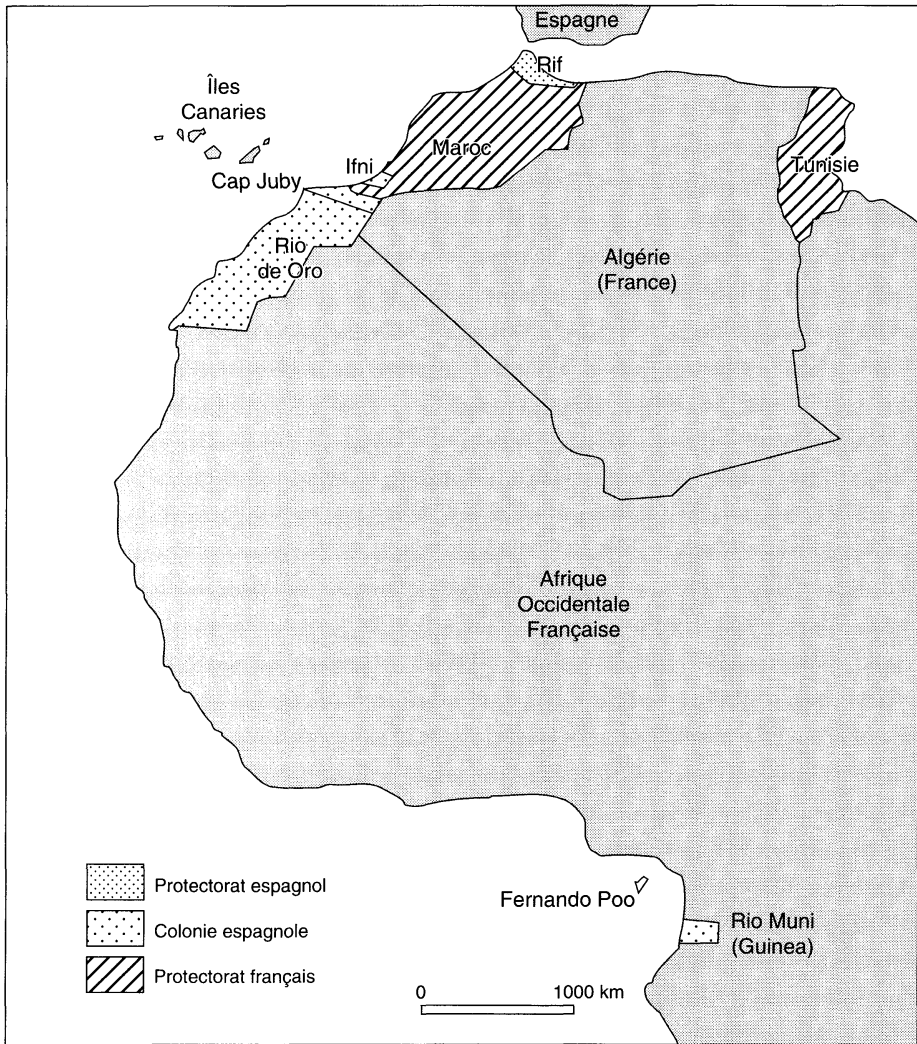 Espagne
Rif
Îles
Canaries
Maroc
Ifni
Tunisie
Cap Juby
Rio
de Oro
Algérie
(France)
Afrique
Occidentale
Française
Protectorat espagnol
Fernando Poo
Colonie espagnole
Rio Muni
(Guinea)
Protectorat français
0 1000 km